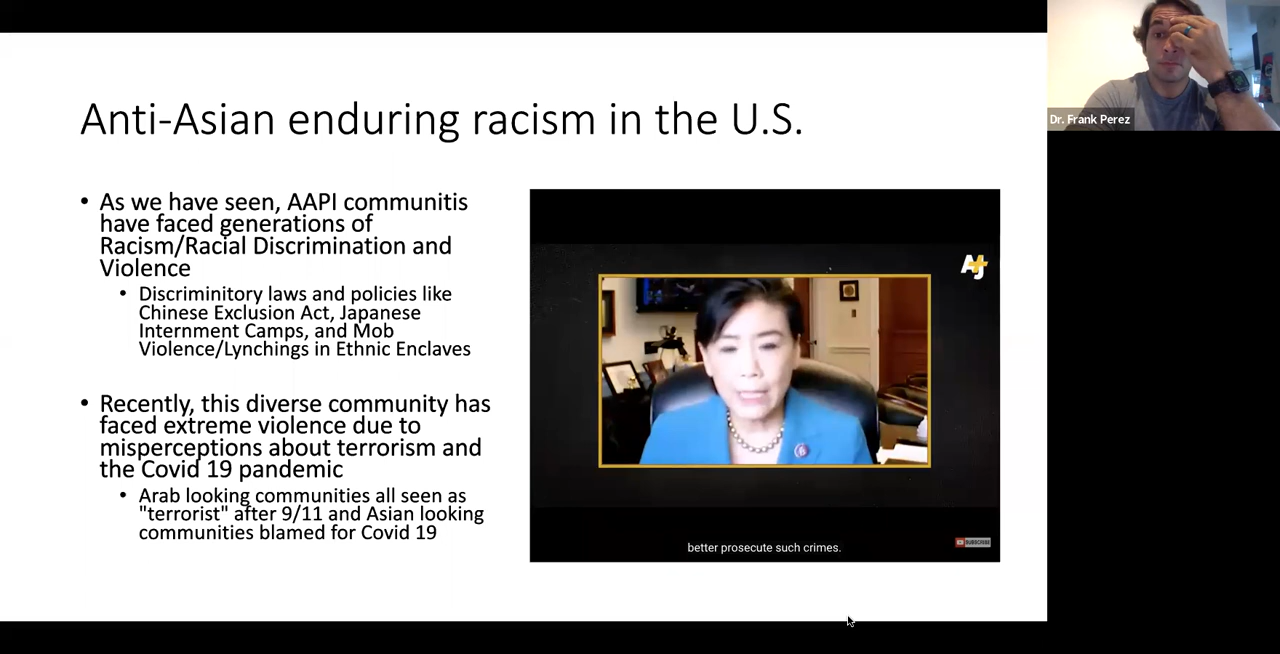 Anti-Asian enduring racism in the U.S.
• As we have seen, AAPI communitis
have faced generations of
Racism/Racial Discrimination and
Violence
• Discriminitory laws and policies like
Chinese Exclusion Act, Japanese
Internment Camps, and Mob
Violence/Lynchings in Ethnic Enclaves
• Recently, this diverse community has
faced extreme violence due to
misperceptions about terrorism and
the Covid 19 pandemic
• Arab looking communities all seen as
"terrorist" after 9/11 and Asian looking
communities blamed for Covid 19
AJ+
better prosecute such crimes.
SUBSCRIBE
Dr. Frank Perez